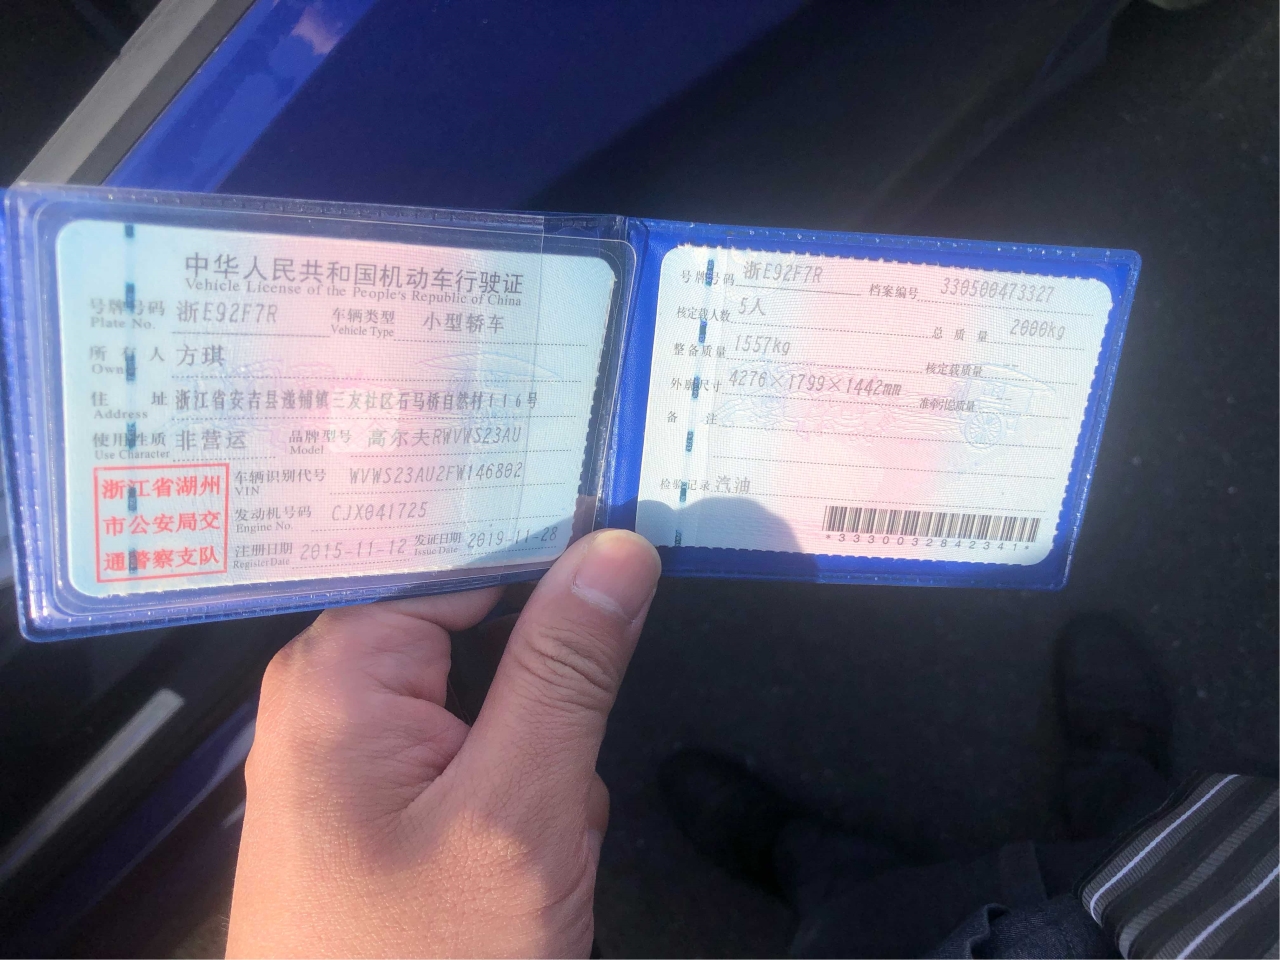 中华人民共和国机动车行驶证
Vehicle License of the People's Republic of China
号牌号码 浙E92F7R 车辆类型 小型轿车
Plate No. Vehicle Type
所有人 方琪
Owner
住址 浙江省安吉县递铺镇三友社区石马桥自然村116号
Address
使用性质 非营运 品牌型号 高尔夫RWVWS23AU
Use Character Model
浙江省湖州
市公安局交
通警察支队
车辆识别代号 WVWS23AU2FW146802
VIN
发动机号码 CJX041725
Engine No.
注册日期 2015-11-12 发证日期 2019-11-28
Register Date Issue Date
号牌号码 浙E92F7R 档案编号 330500473327
核定载人数 5人 总质量 2000kg
整备质量 1557kg 核定载质量 --
外廓尺寸 4276×1799×1442mm 准牵引总质量 --
备注
检验记录 汽油
*3330032842341*